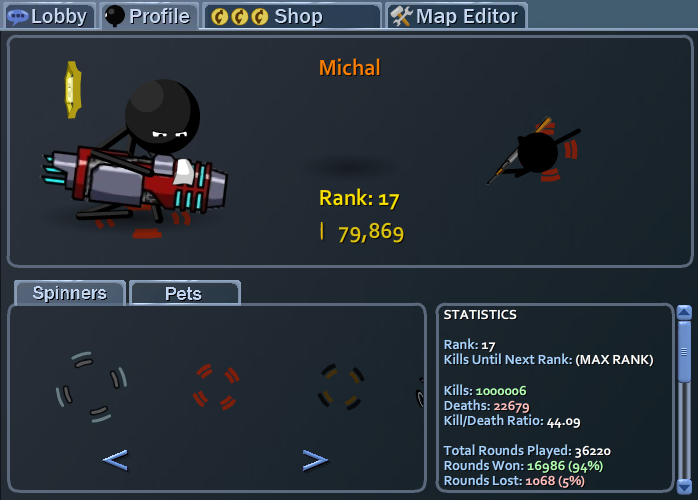 Lobby
Profile
Shop
Map Editor
Michal
Rank: 17
79,869
Spinners
Pets
STATISTICS
Rank: 17
Kills Until Next Rank: (MAX RANK)
Kills: 1000006
Deaths: 22679
Kill/Death Ratio: 44.09
Total Rounds Played: 36220
Rounds Won: 16986 (94%)
Rounds Lost: 1068 (5%)